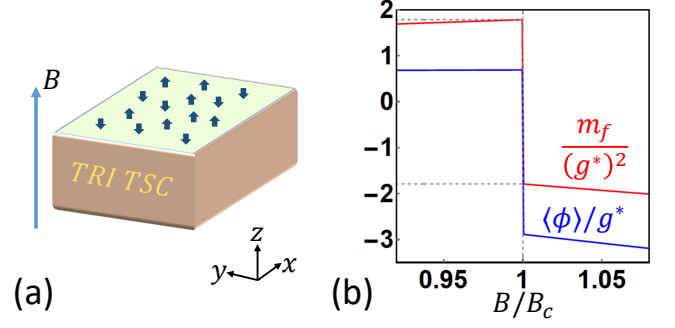 B
TRI TSC
z
y
x
(a)
2
1
0
−1
−2
−3
m_f
(g*)²
⟨ϕ⟩/g*
0.95
1
1.05
B/B_c
(b)